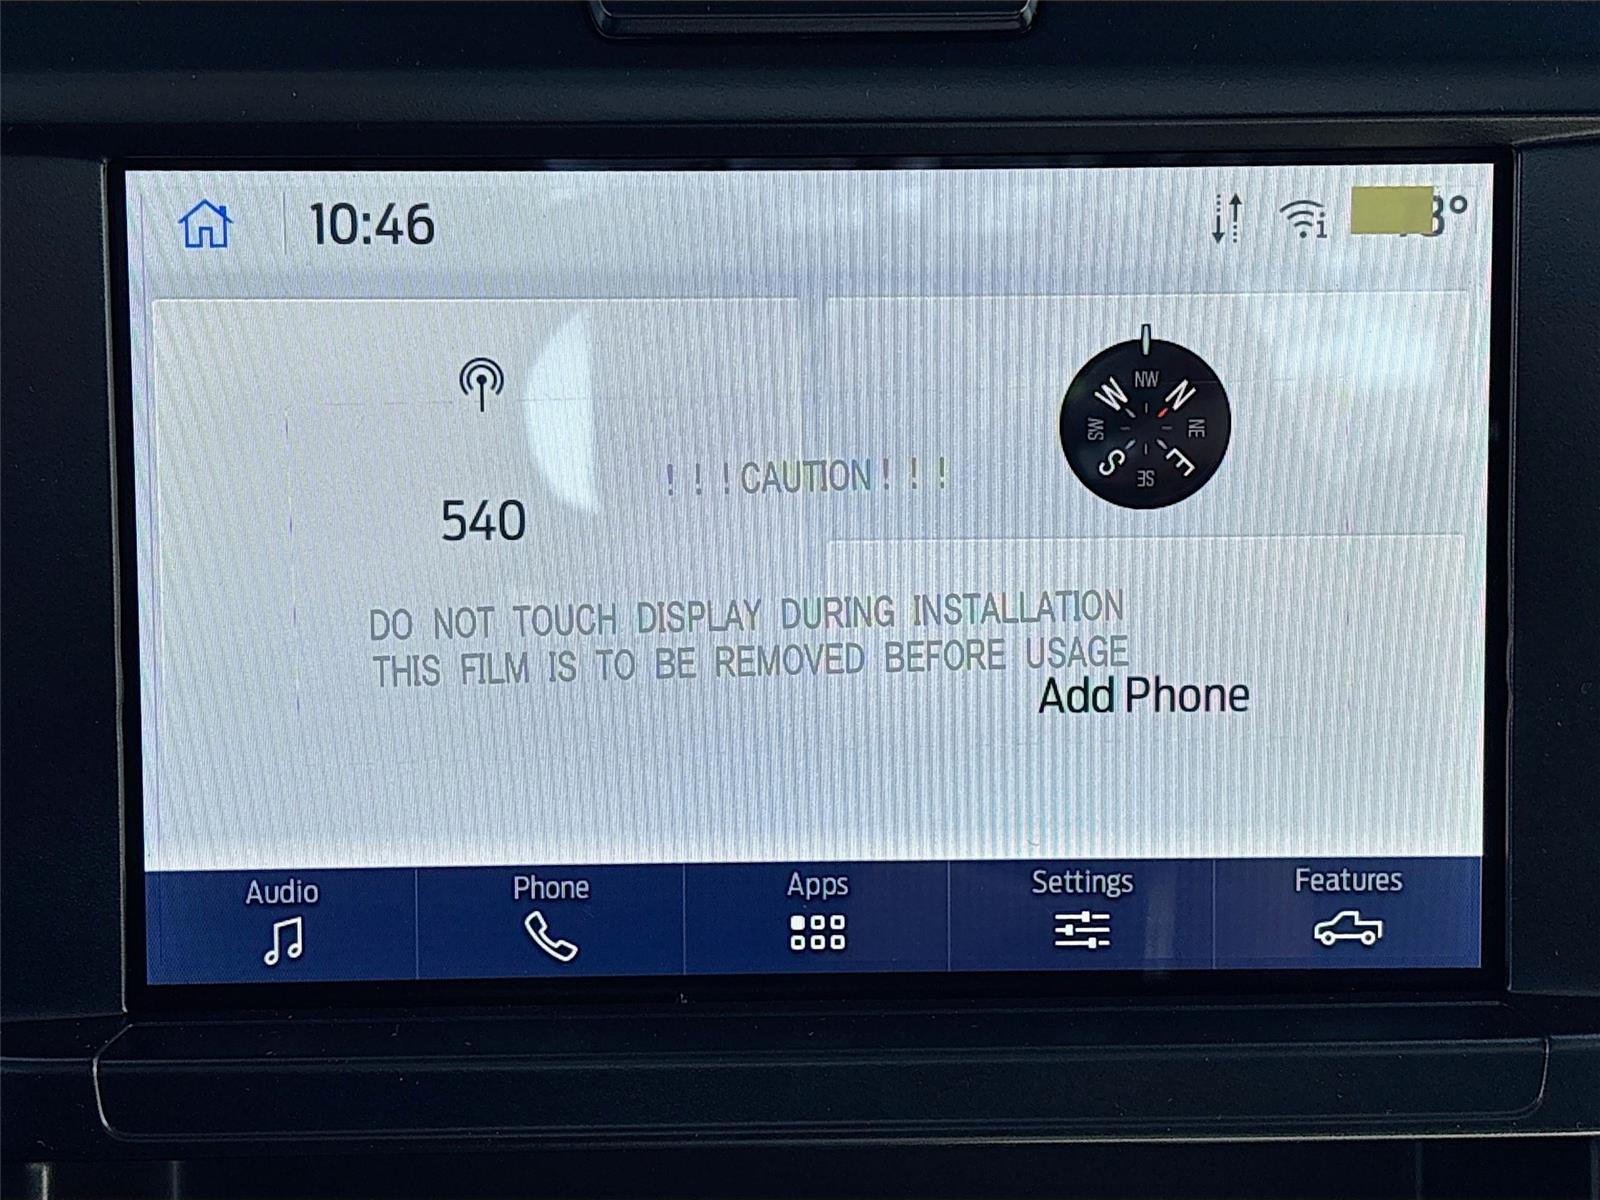 10:46
540
! ! ! CAUTION ! ! !
NW
W N
SW NE
S E
SE
DO NOT TOUCH DISPLAY DURING INSTALLATION
THIS FILM IS TO BE REMOVED BEFORE USAGE
Add Phone
Audio
Phone
Apps
Settings
Features